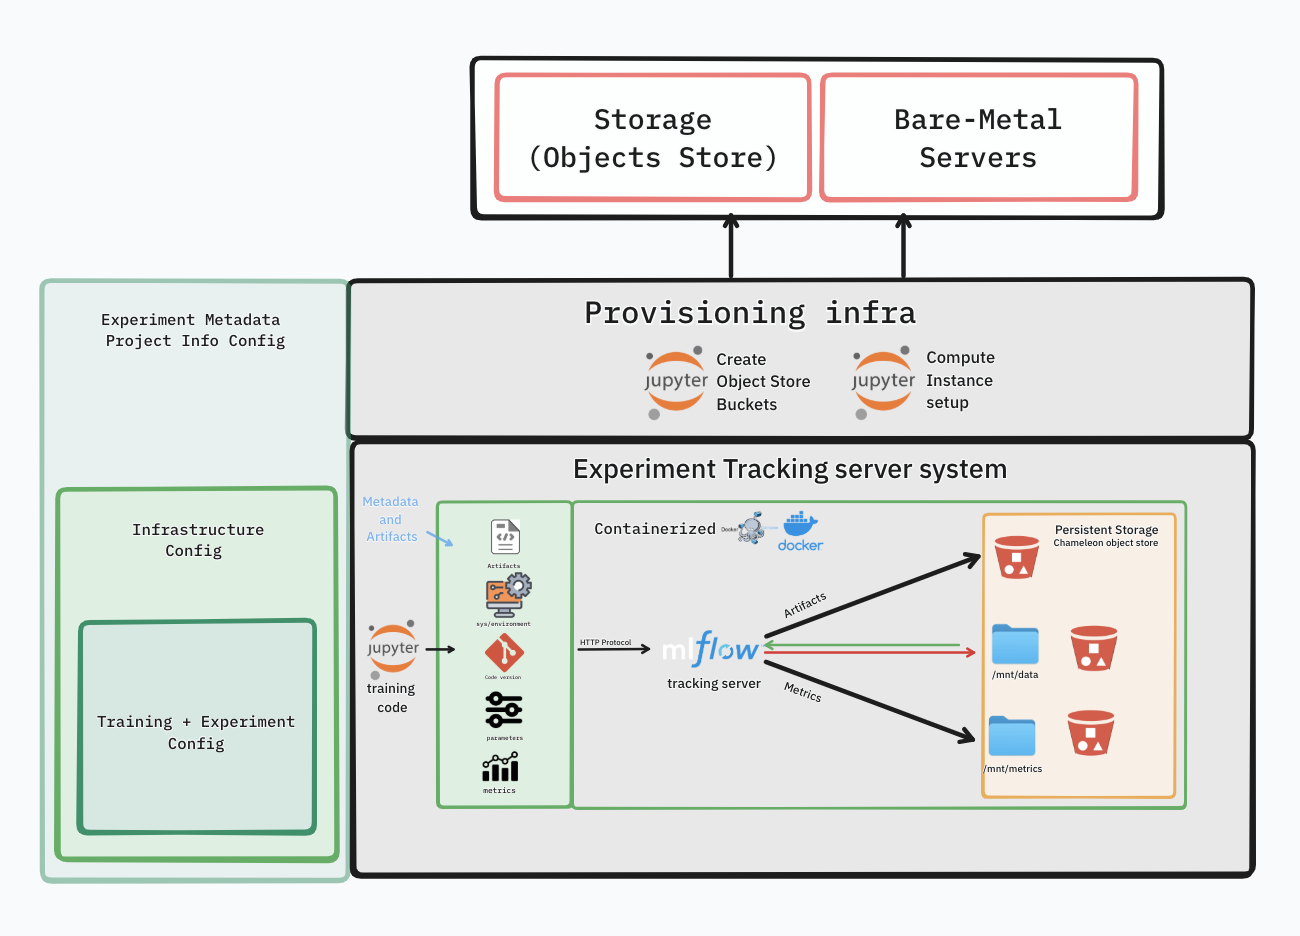 Storage
(Objects Store)
Bare-Metal
Servers
Experiment Metadata
Project Info Config
Provisioning infra
jupyter
Create
Object Store
Buckets
jupyter
Compute
Instance
setup
Infrastructure
Config
Training + Experiment
Config
Experiment Tracking server system
Metadata
and
Artifacts
jupyter
training
code
Artifacts
sys/environment
Code version
parameters
metrics
HTTP Protocol
Containerized
Docker
docker
mlflow
tracking server
Artifacts
Metrics
Persistent Storage
Chameleon object store
/mnt/data
/mnt/metrics